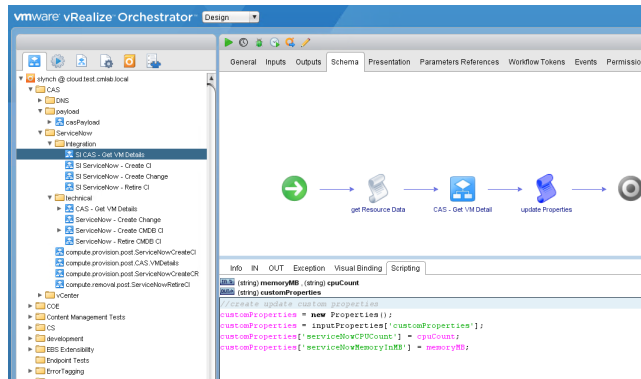 vmware vRealize Orchestrator Design
General Inputs Outputs Schema Presentation Parameters References Workflow Tokens Events Permissio
slynch @ cloud.test.cmlab.local
CAS
DNS
payload
casPayload
ServiceNow
Integration
SI CAS - Get VM Details
SI ServiceNow - Create CI
SI ServiceNow - Create Change
SI ServiceNow - Retire CI
technical
CAS - Get VM Details
ServiceNow - Create Change
ServiceNow - Create CMDB CI
ServiceNow - Retire CMDB CI
compute.provision.post.ServiceNowCreateCI
compute.provision.post.CAS.VMDetails
compute.provision.post.ServiceNowCreateCR
compute.removal.post.ServiceNowRetireCI
vCenter
COE
Content Management Tests
CS
development
EBS Extensibility
Endpoint Tests
ErrorTagging
get Resource Data CAS - Get VM Detail update Properties
Info IN OUT Exception Visual Binding Scripting
(string) memoryMB , (string) cpuCount
(string) customProperties
//create update custom properties
customProperties = new Properties();
customProperties = inputProperties['customProperties'];
customProperties['serviceNowCPUCount'] = cpuCount;
customProperties['serviceNowMemoryInMB'] = memoryMB;